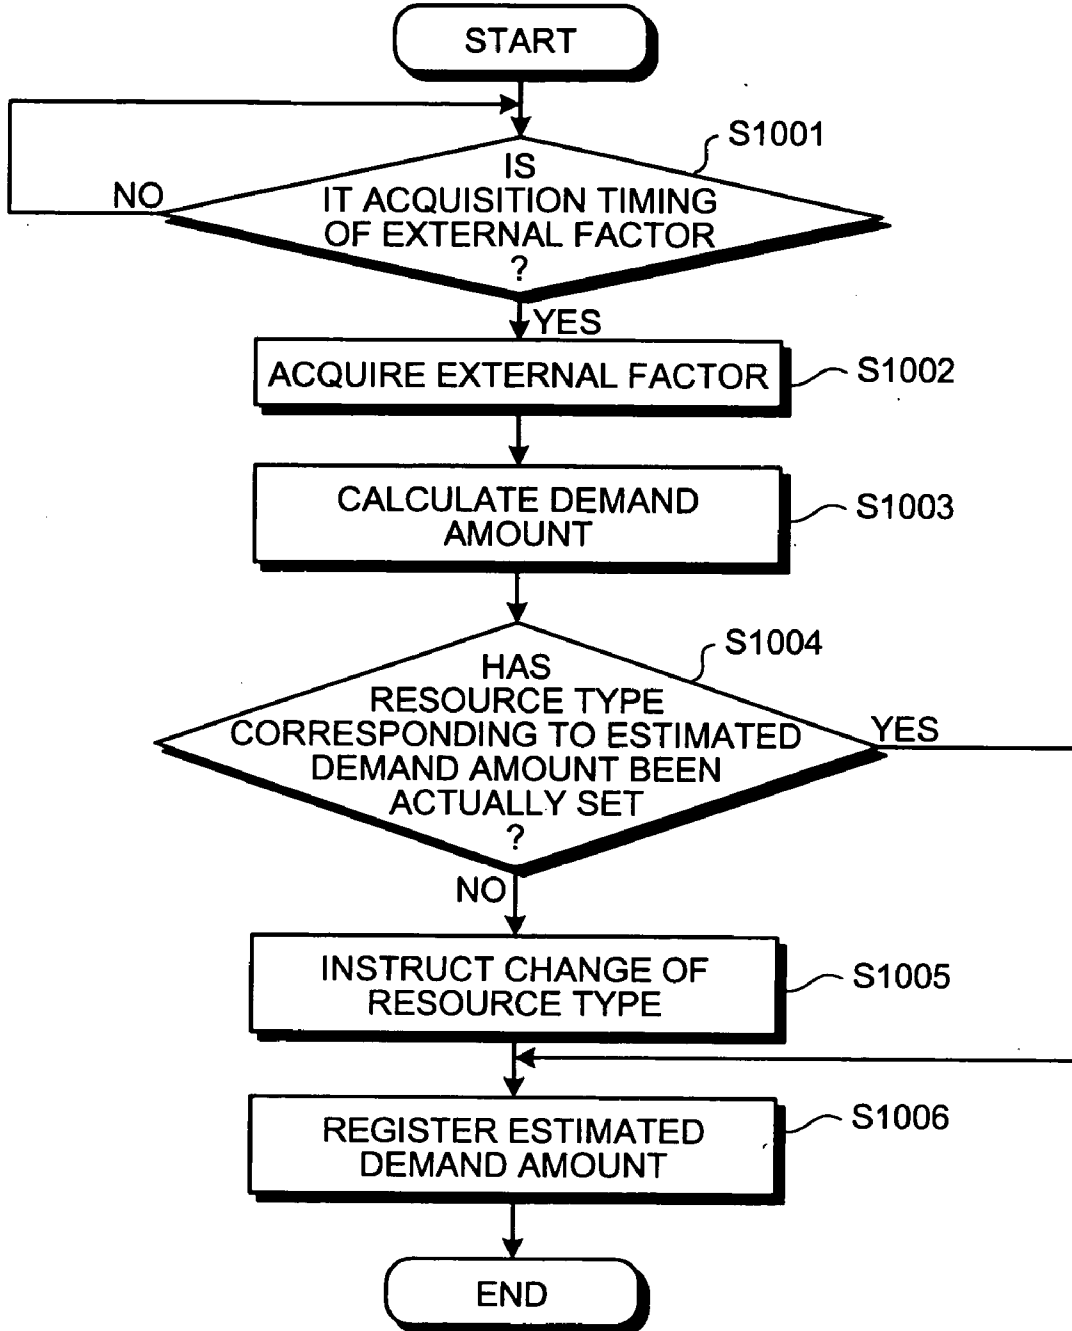 START
S1001
IS
IT ACQUISITION TIMING
OF EXTERNAL FACTOR
?
NO
YES
ACQUIRE EXTERNAL FACTOR
S1002
CALCULATE DEMAND
AMOUNT
S1003
S1004
HAS
RESOURCE TYPE
CORRESPONDING TO ESTIMATED
DEMAND AMOUNT BEEN
ACTUALLY SET
?
YES
NO
INSTRUCT CHANGE OF
RESOURCE TYPE
S1005
REGISTER ESTIMATED
DEMAND AMOUNT
S1006
END